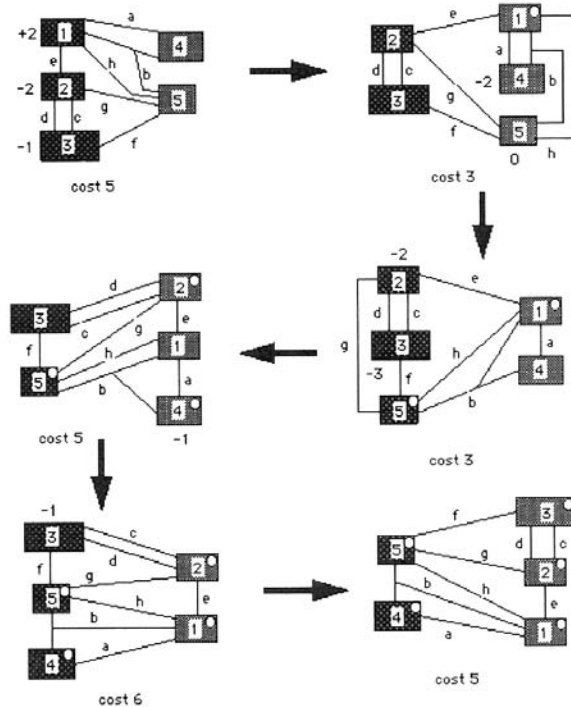 a
+2 1 4
e h b
-2 2 5
d c g
-1 3 f
cost 5
e 1
2 a
d c -2 4 b
3 g
f 5
0 h
cost 3
d 2
3 c e
f g 1
h
5 a
b 4
cost 5 -1
-2
2 e
d c 1
g 3 h a
-3 f 4
5 b
cost 3
-1
3 c
d 2
f g
5 h e
b 1
4 a
cost 6
f 3
5 d c
g 2
b h e
4 a 1
cost 5